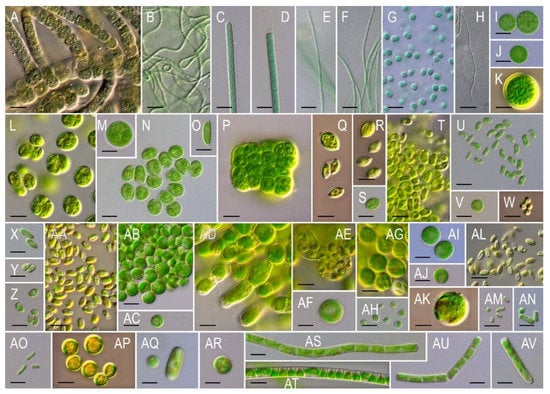 A B C D E F G H I
J
K
L M N O P Q R T U
S V W
X AA AB AD AE AG AI AL
Y AJ
Z AC AF AH AK AM AN
AO AP AQ AR AS AU AV
AT